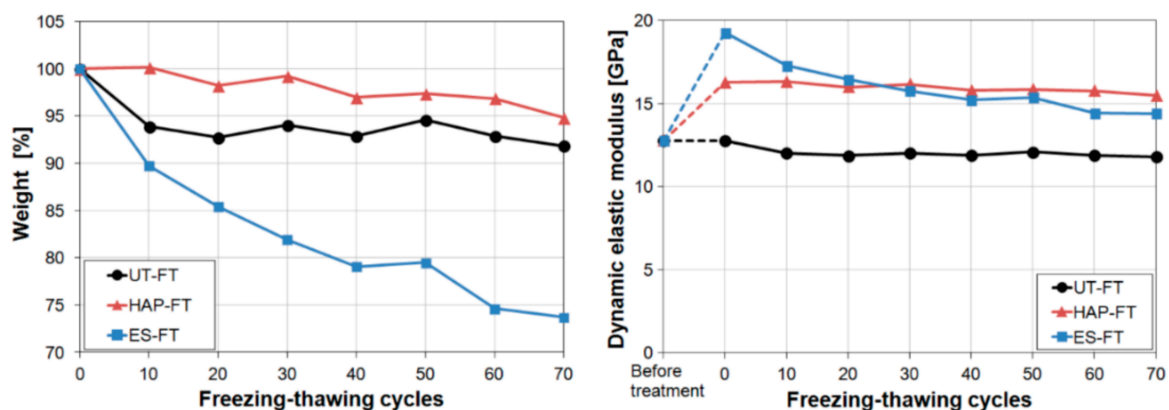 Weight [%]
105
100
95
90
85
80
75
70
UT-FT
HAP-FT
ES-FT
0 10 20 30 40 50 60 70
Freezing-thawing cycles
Dynamic elastic modulus [GPa]
20
15
10
5
0
UT-FT
HAP-FT
ES-FT
Before
treatment
0 10 20 30 40 50 60 70
Freezing-thawing cycles